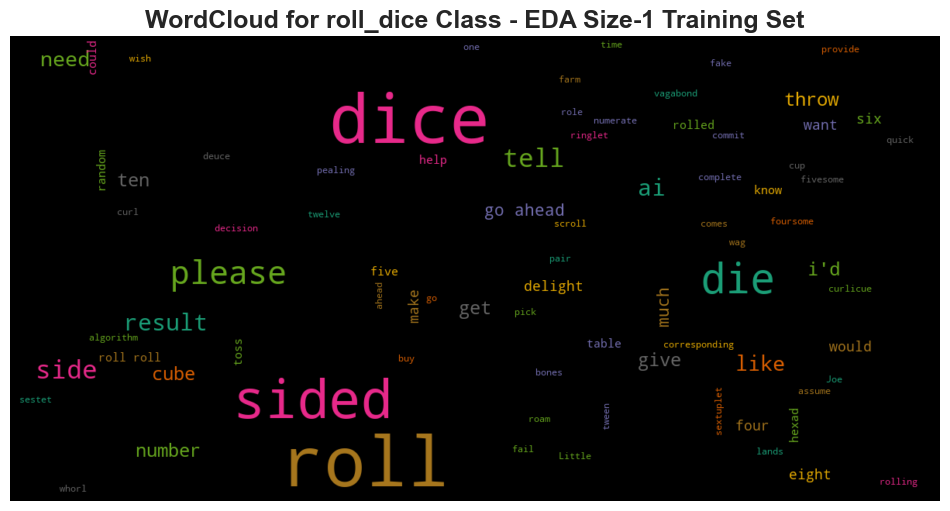 WordCloud for roll_dice Class - EDA Size-1 Training Set
need
could
wish
one
time
fake
provide
farm
vagabond
throw
dice
role
numerate
ringlet
rolled
want
commit
six
quick
random
ten
deuce
pealing
help
tell
ai
complete
know
cup
fivesome
curl
twelve
decision
go ahead
scroll
comes
foursome
wag
please
five
ahead
go
make
pair
delight
get
pick
much
die
i'd
curlicue
result
algorithm
roll roll
toss
side
cube
sestet
buy
bones
table
corresponding
give
like
would
Joe
assume
sided
roam
tween
sextuplet
four
hexad
number
roll
fail
Little
lands
eight
rolling
whorl